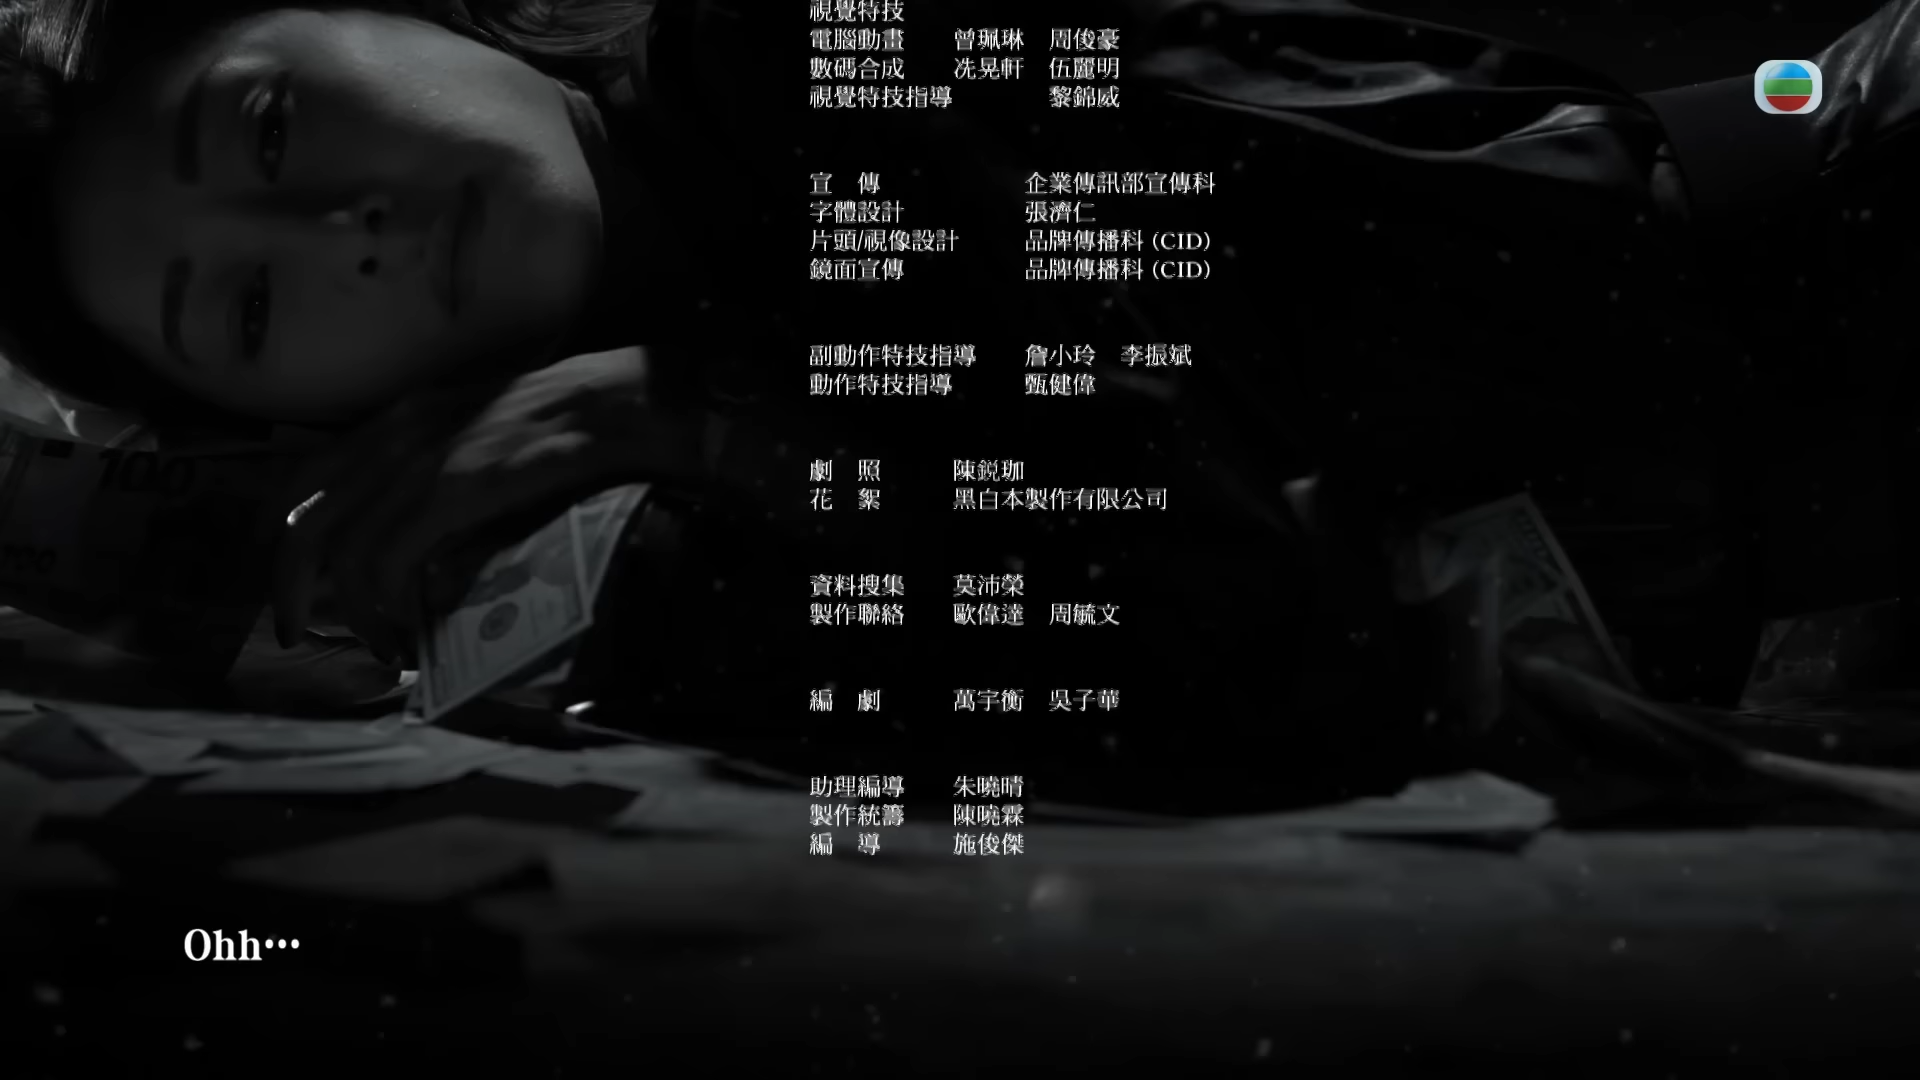 視覺特技
電腦動畫 曾珮琳 周俊豪
數碼合成 冼晃軒 伍麗明
視覺特技指導 黎錦威
宣 傳 企業傳訊部宣傳科
字體設計 張濟仁
片頭/視像設計 品牌傳播科 (CID)
鏡面宣傳 品牌傳播科 (CID)
副動作特技指導 詹小玲 李振斌
動作特技指導 甄健偉
劇 照 陳鋭珈
花 絮 黑白本製作有限公司
資料搜集 莫沛榮
製作聯絡 歐偉達 周毓文
編 劇 萬宇衡 吳子華
助理編導 朱曉晴
製作統籌 陳曉霖
編 導 施俊傑
Ohh…
100
100